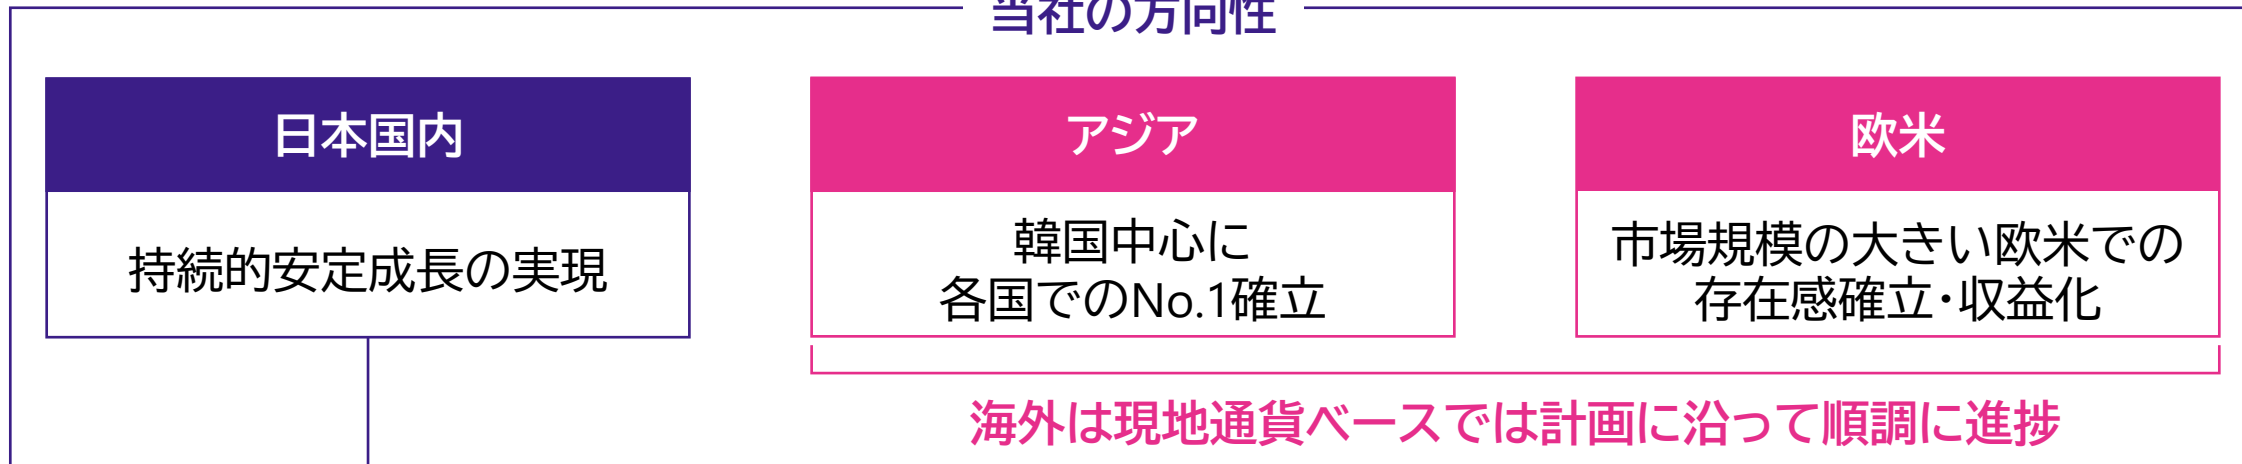 当社の方向性
日本国内
持続的安定成長の実現
アジア
韓国中心に
各国でのNo.1確立
欧米
市場規模の大きい欧米での
存在感確立・収益化
海外は現地通貨ベースでは計画に沿って順調に進捗